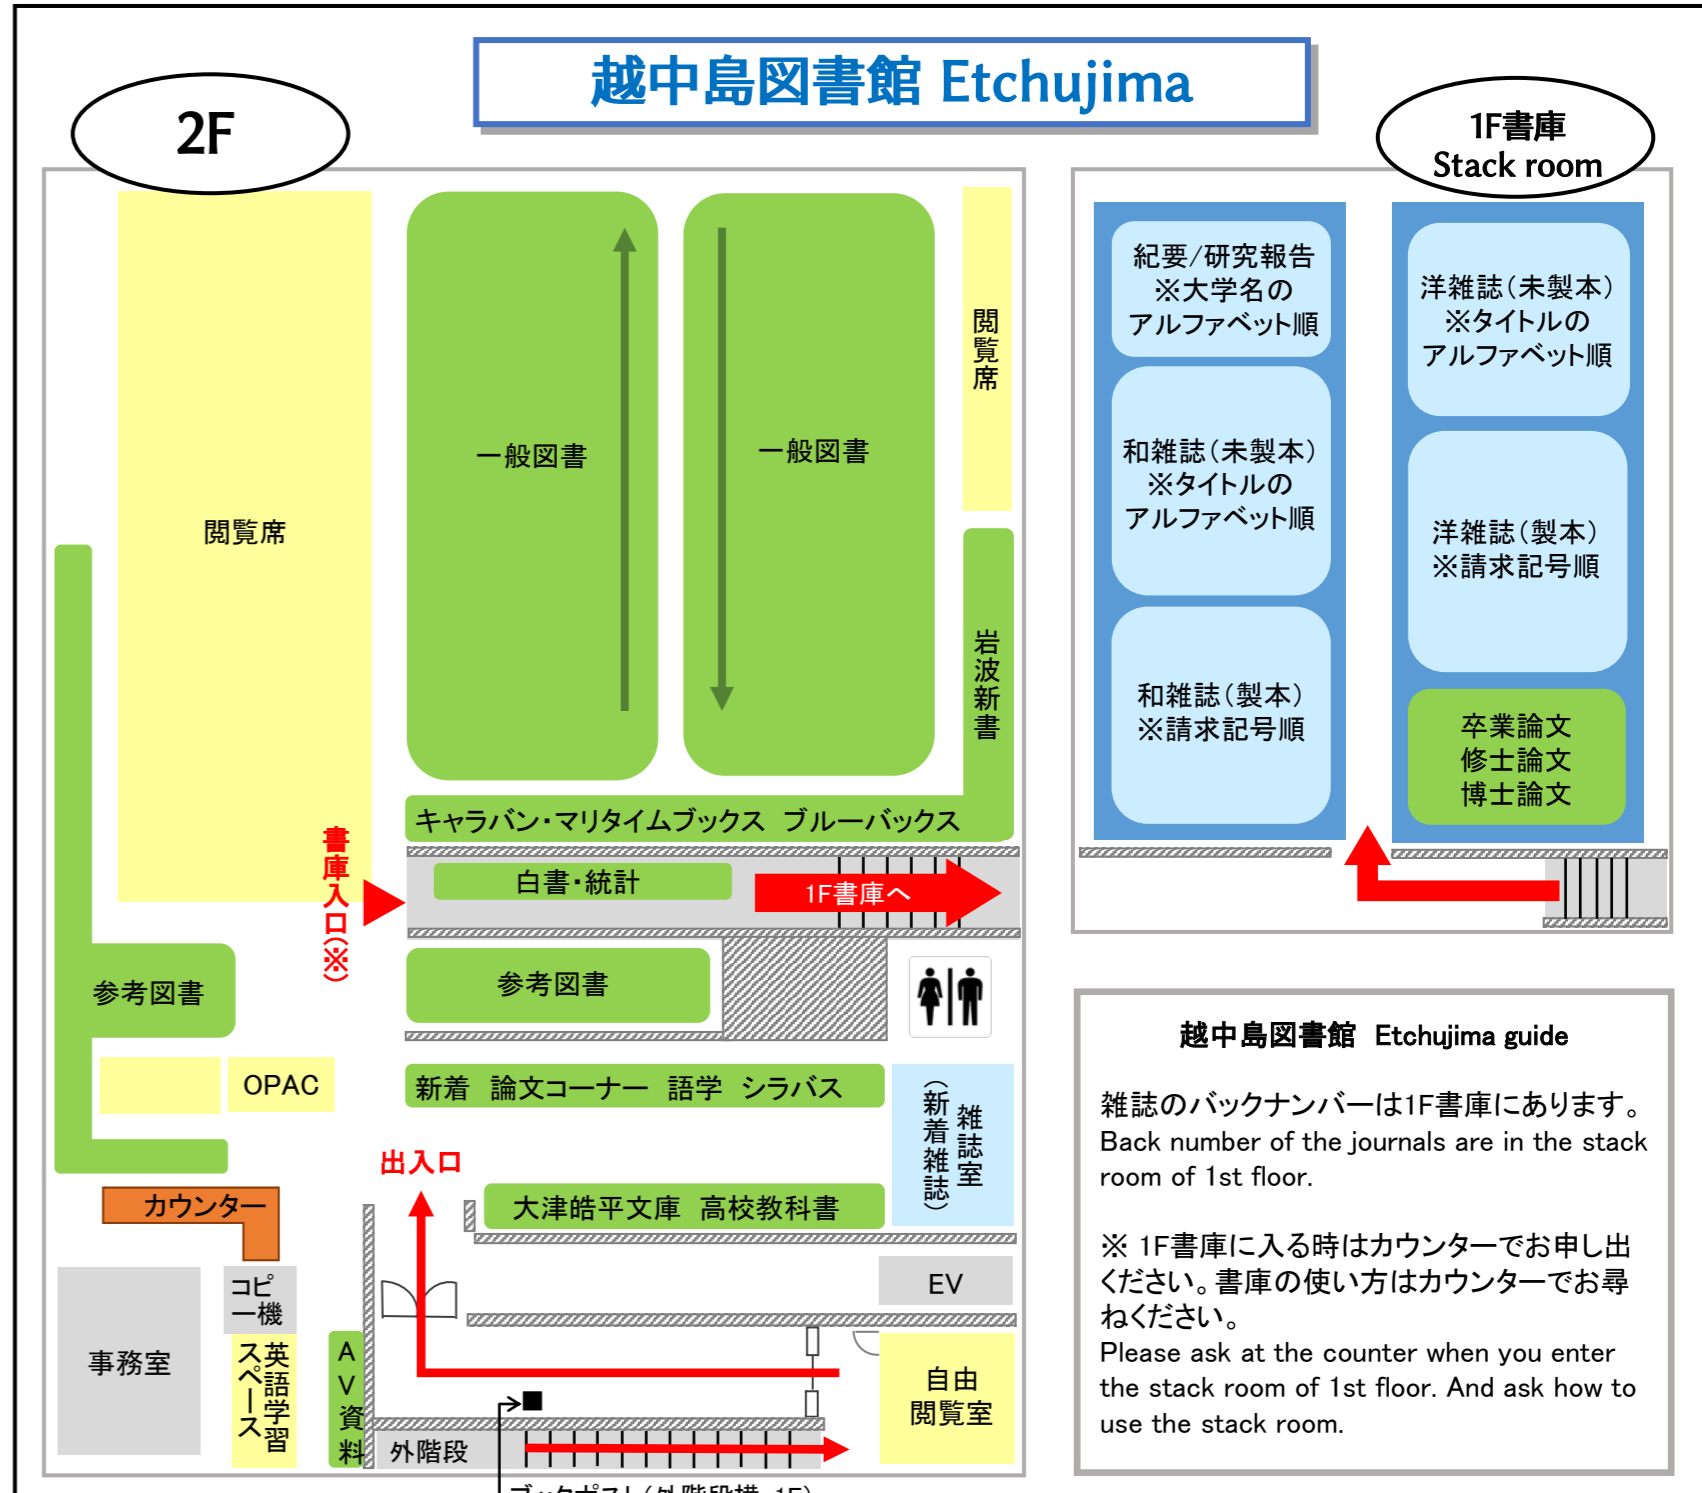 越中島図書館 Etchujima
2F
閲覧席
一般図書
一般図書
閲覧席
岩波新書
キャラバン・マリタイムブックス ブルーバックス
書庫入口(※)
白書・統計
1F書庫へ
参考図書
参考図書
OPAC
新着 論文コーナー 語学 シラバス
雑誌室
(新着雑誌)
出入口
大津皓平文庫 高校教科書
カウンター
コピ
ー機
EV
事務室
英語学習
スペース
AV資料
自由
閲覧室
外階段
1F書庫
Stack room
紀要/研究報告
※大学名の
アルファベット順
和雑誌(未製本)
※タイトルの
アルファベット順
和雑誌(製本)
※請求記号順
洋雑誌(未製本)
※タイトルの
アルファベット順
洋雑誌(製本)
※請求記号順
卒業論文
修士論文
博士論文
越中島図書館 Etchujima guide
雑誌のバックナンバーは1F書庫にあります。
Back number of the journals are in the stack
room of 1st floor.
※ 1F書庫に入る時はカウンターでお申し出
ください。書庫の使い方はカウンターでお尋
ねください。
Please ask at the counter when you enter
the stack room of 1st floor. And ask how to
use the stack room.